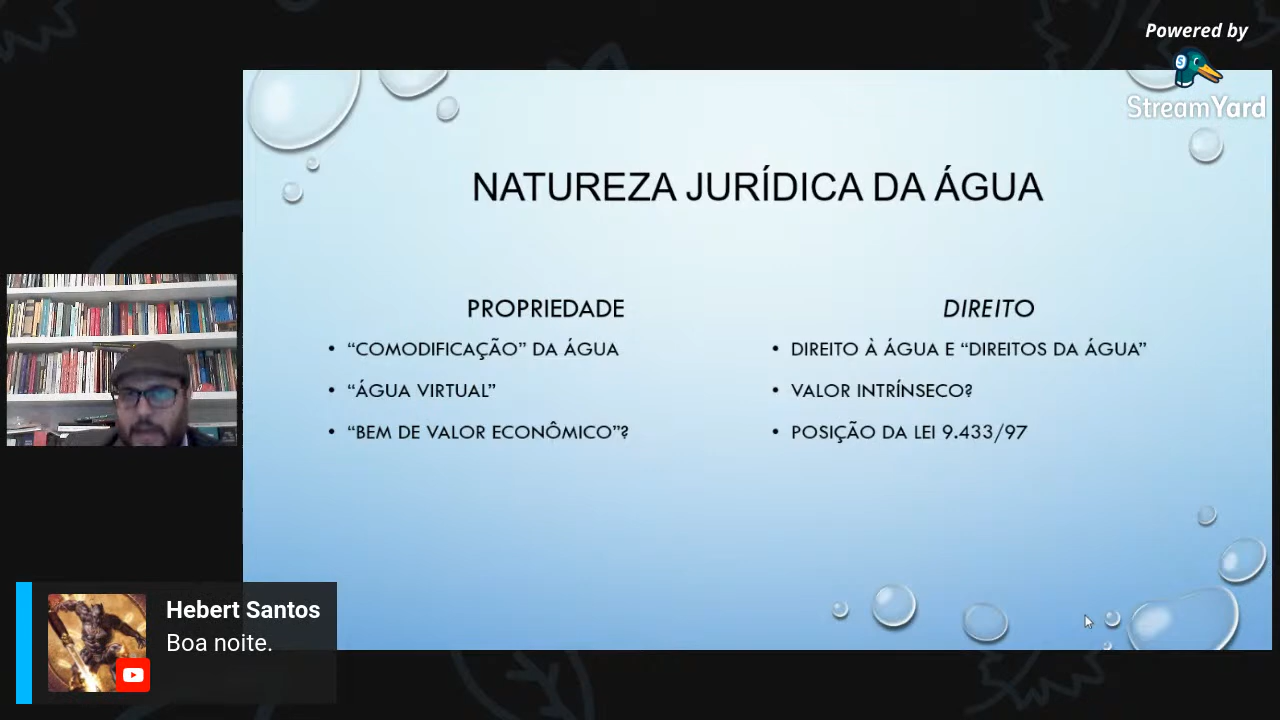 Powered by
StreamYard
NATUREZA JURÍDICA DA ÁGUA
PROPRIEDADE
• “COMODIFICAÇÃO” DA ÁGUA
• “ÁGUA VIRTUAL”
• “BEM DE VALOR ECONÔMICO”?
DIREITO
• DIREITO À ÁGUA E “DIREITOS DA ÁGUA”
• VALOR INTRÍNSECO?
• POSIÇÃO DA LEI 9.433/97
Hebert Santos
Boa noite.